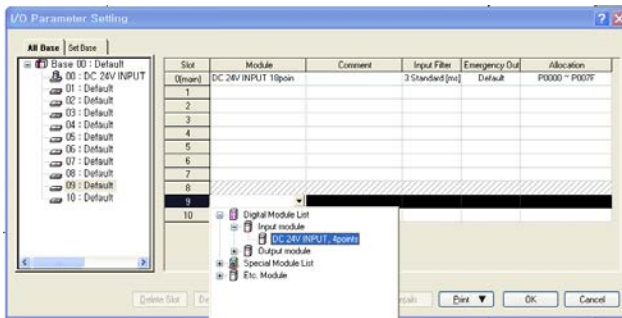 I/O Parameter Setting
All Base Set Base
Base 00 : Default
00 : DC 24V INPUT
01 : Default
02 : Default
03 : Default
04 : Default
05 : Default
06 : Default
07 : Default
08 : Default
09 : Default
10 : Default
Slot Module Comment Input Filter Emergency Out Allocation
0(main) DC 24V INPUT 18poin 3 Standard [ms] Default P0000 ~ P007F
1
2
3
4
5
6
7
8
9
10
Digital Module List
Input module
DC 24V INPUT, 4points
Output module
Special Module List
Etc. Module
Delete Slot De Print ▼ OK Cancel